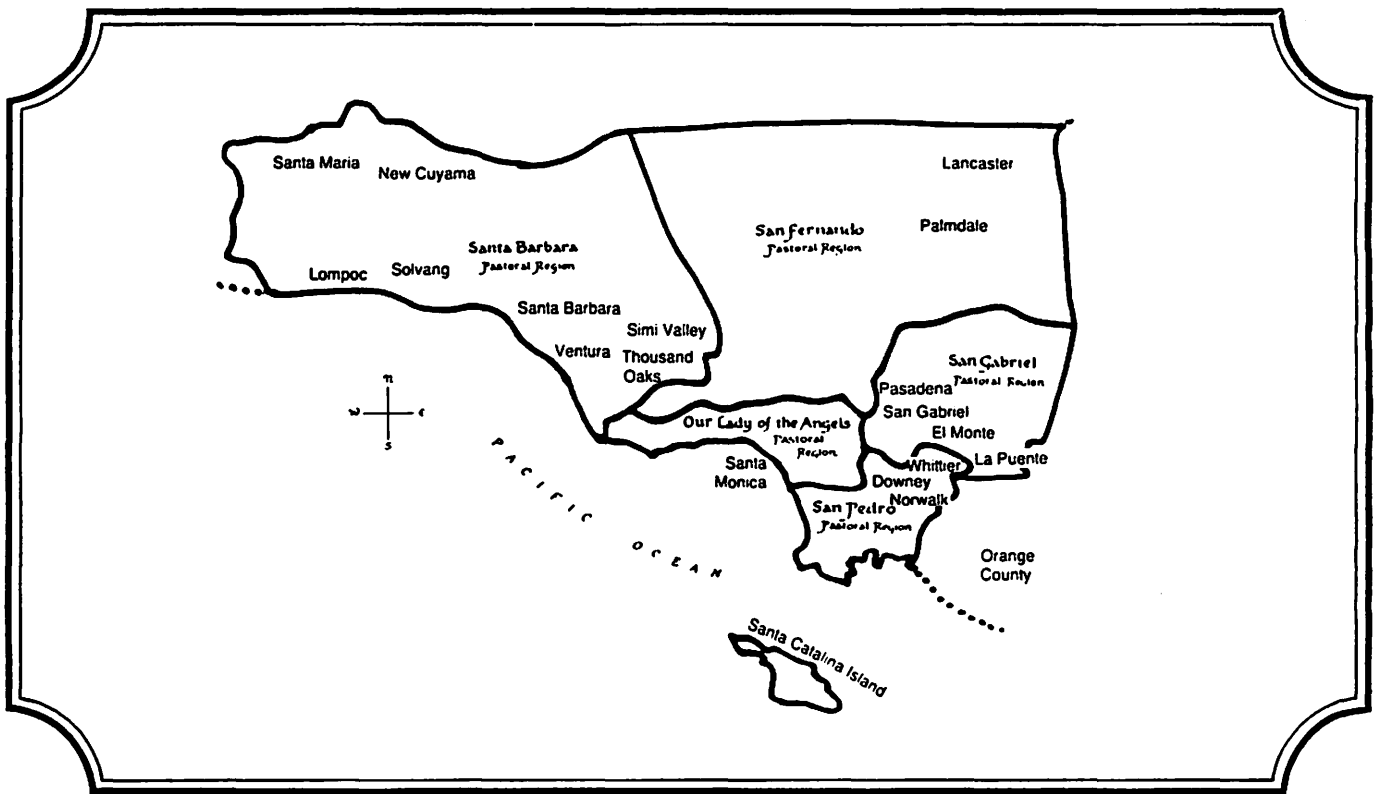 Santa Maria
New Cuyama
Lancaster
San Fernando
Pastoral Region
Palmdale
Santa Barbara
Pastoral Region
Lompoc
Solvang
Santa Barbara
Simi Valley
Ventura
Thousand
Oaks
San Gabriel
Pastoral Region
Pasadena
San Gabriel
El Monte
La Puente
n
w
e
s
Our Lady of the Angels
Pastoral
Region
Santa
Monica
Whittier
Downey
Norwalk
San Pedro
Pastoral Region
PACIFIC OCEAN
Orange
County
Santa Catalina Island